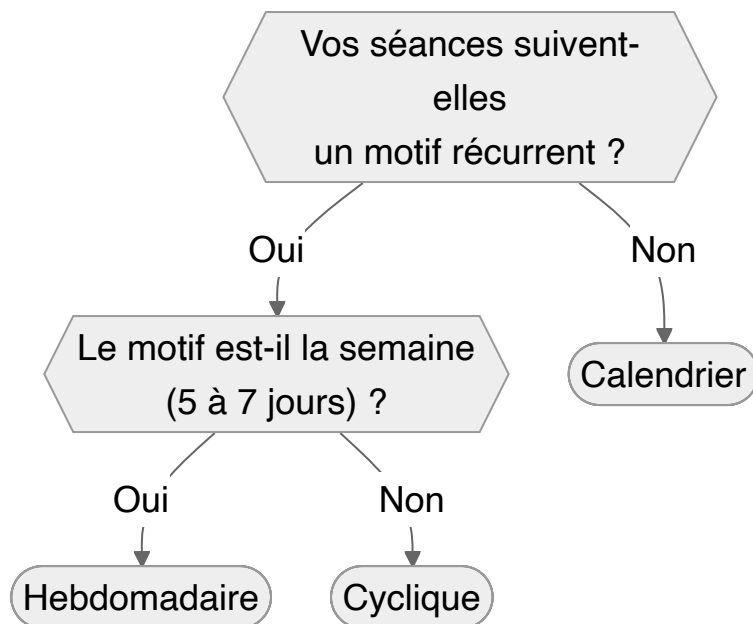 Vos séances suivent-
elles
un motif récurrent ?
Oui
Non
Le motif est-il la semaine
(5 à 7 jours) ?
Calendrier
Oui
Non
Hebdomadaire
Cyclique